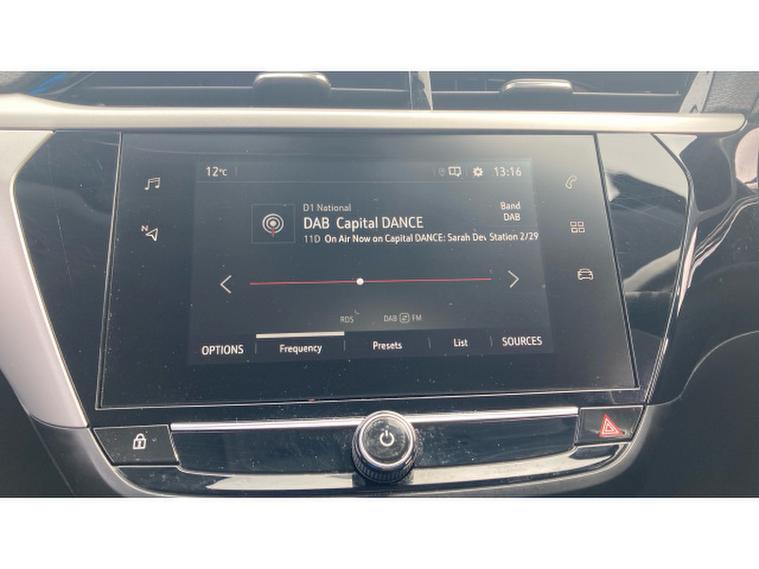 12°C 13:16
D1 National Band
DAB Capital DANCE DAB
11D On Air Now on Capital DANCE: Sarah Dev Station 2/29
N
RDS DAB FM
OPTIONS Frequency Presets List SOURCES